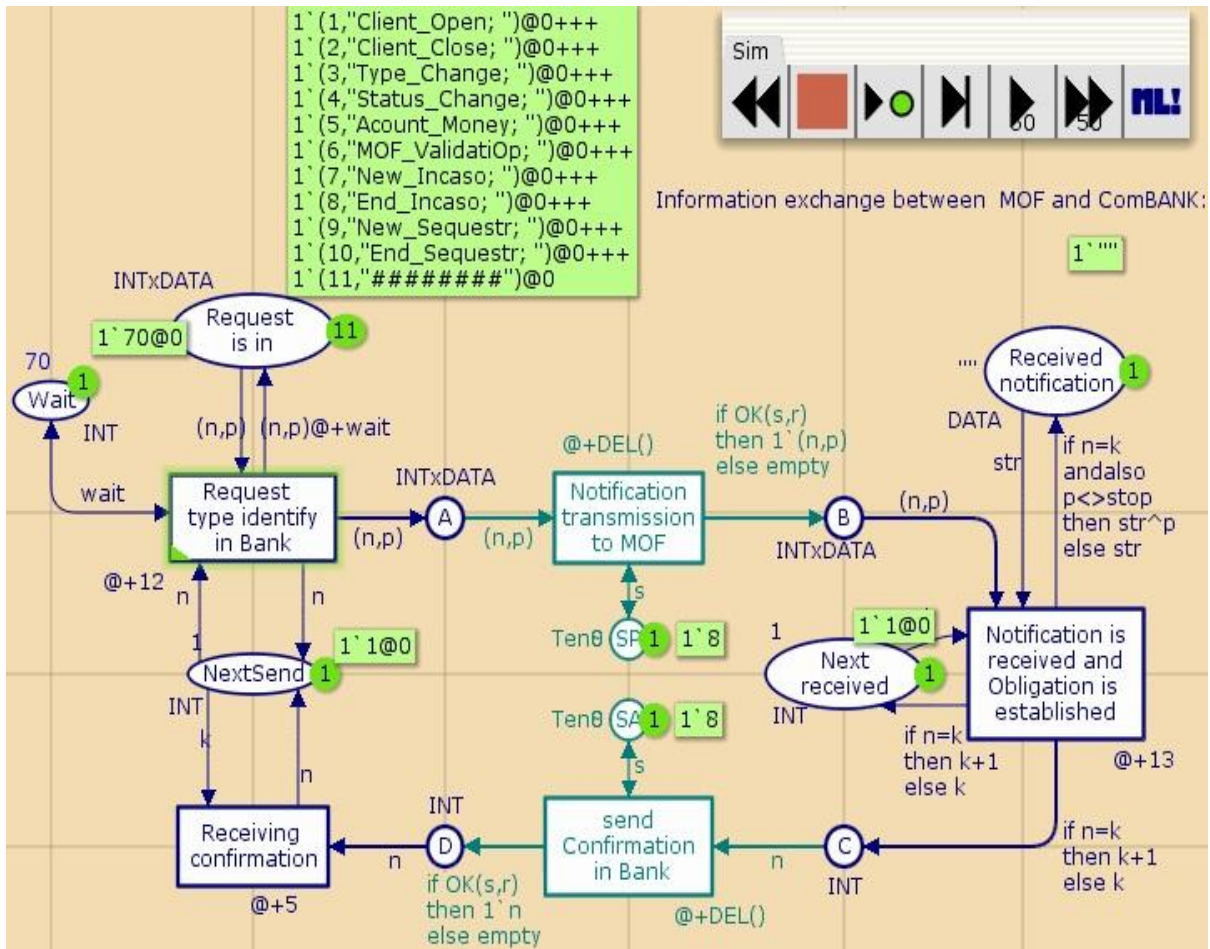 1`(1,"Client_Open; ")@0+++
1`(2,"Client_Close; ")@0+++
1`(3,"Type_Change; ")@0+++
1`(4,"Status_Change; ")@0+++
1`(5,"Acount_Money; ")@0+++
1`(6,"MOF_ValidatiOp; ")@0+++
1`(7,"New_Incaso; ")@0+++
1`(8,"End_Incaso; ")@0+++
1`(9,"New_Sequestr; ")@0+++
1`(10,"End_Sequestr; ")@0+++
1`(11,"########")@0
Sim
50
ML!
Information exchange between MOF and ComBANK:
1`""
INTxDATA
Request
is in
11
1`70@0
70
Wait
1
INT
wait
(n,p)
(n,p)@+wait
Request
type identify
in Bank
@+12
n
n
(n,p)
INTxDATA
A
(n,p)
@+DEL()
Notification
transmission
to MOF
if OK(s,r)
then 1`(n,p)
else empty
B
INTxDATA
(n,p)
""
Received
notification
1
DATA
str
if n=k
andalso
p<>stop
then str^p
else str
s
SP
1
1`8
SA
1
1`8
s
1
NextSend
1
1`1@0
INT
k
n
1
Next
received
1
1`1@0
INT
if n=k
then k+1
else k
Notification is
received and
Obligation is
established
@+13
if n=k
then k+1
else k
C
INT
n
send
Confirmation
in Bank
@+DEL()
INT
D
if OK(s,r)
then 1`n
else empty
n
Receiving
confirmation
@+5